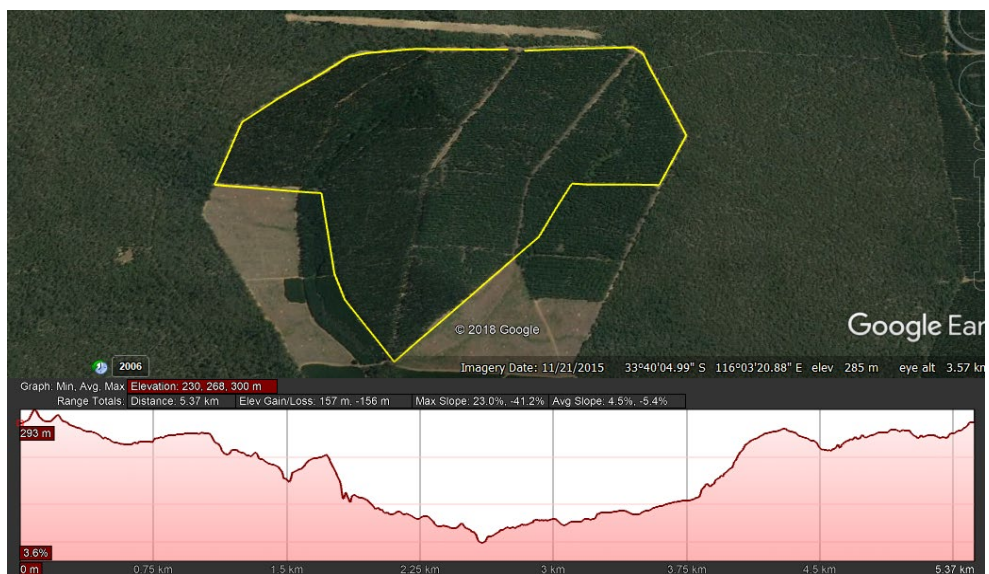 © 2018 Google
Google Ear
2006
Imagery Date: 11/21/2015 33°40'04.99" S 116°03'20.88" E elev 285 m eye alt 3.57 km
Graph: Min, Avg, Max Elevation: 230, 268, 300 m
Range Totals: Distance: 5.37 km Elev Gain/Loss: 157 m, -156 m Max Slope: 23.0%, -41.2% Avg Slope: 4.5%, -5.4%
293 m
3.6%
0 m 0.75 km 1.5 km 2.25 km 3 km 3.75 km 4.5 km 5.37 km